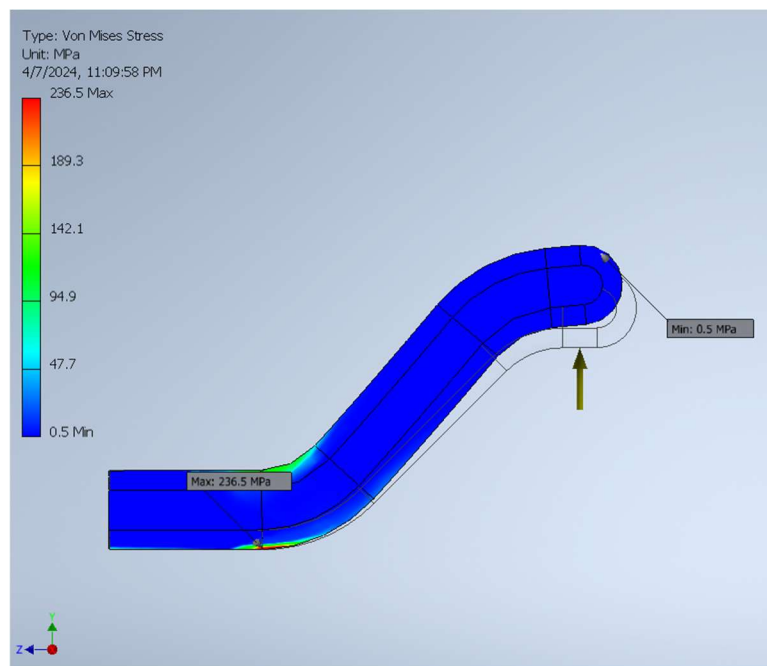 Type: Von Mises Stress
Unit: MPa
4/7/2024, 11:09:58 PM
236.5 Max
189.3
142.1
94.9
47.7
0.5 Min
Min: 0.5 MPa
Max: 236.5 MPa
Y
Z